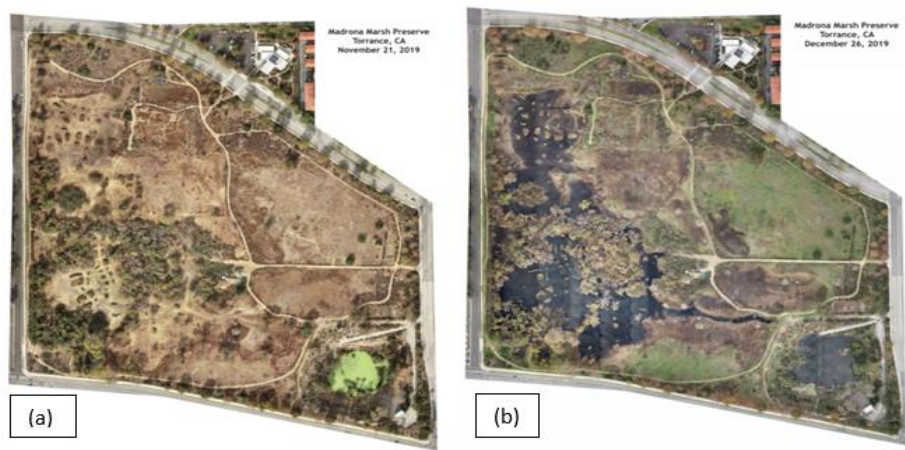 Madrona Marsh Preserve
Torrance, CA
November 21, 2019
(a)
Madrona Marsh Preserve
Torrance, CA
December 26, 2019
(b)